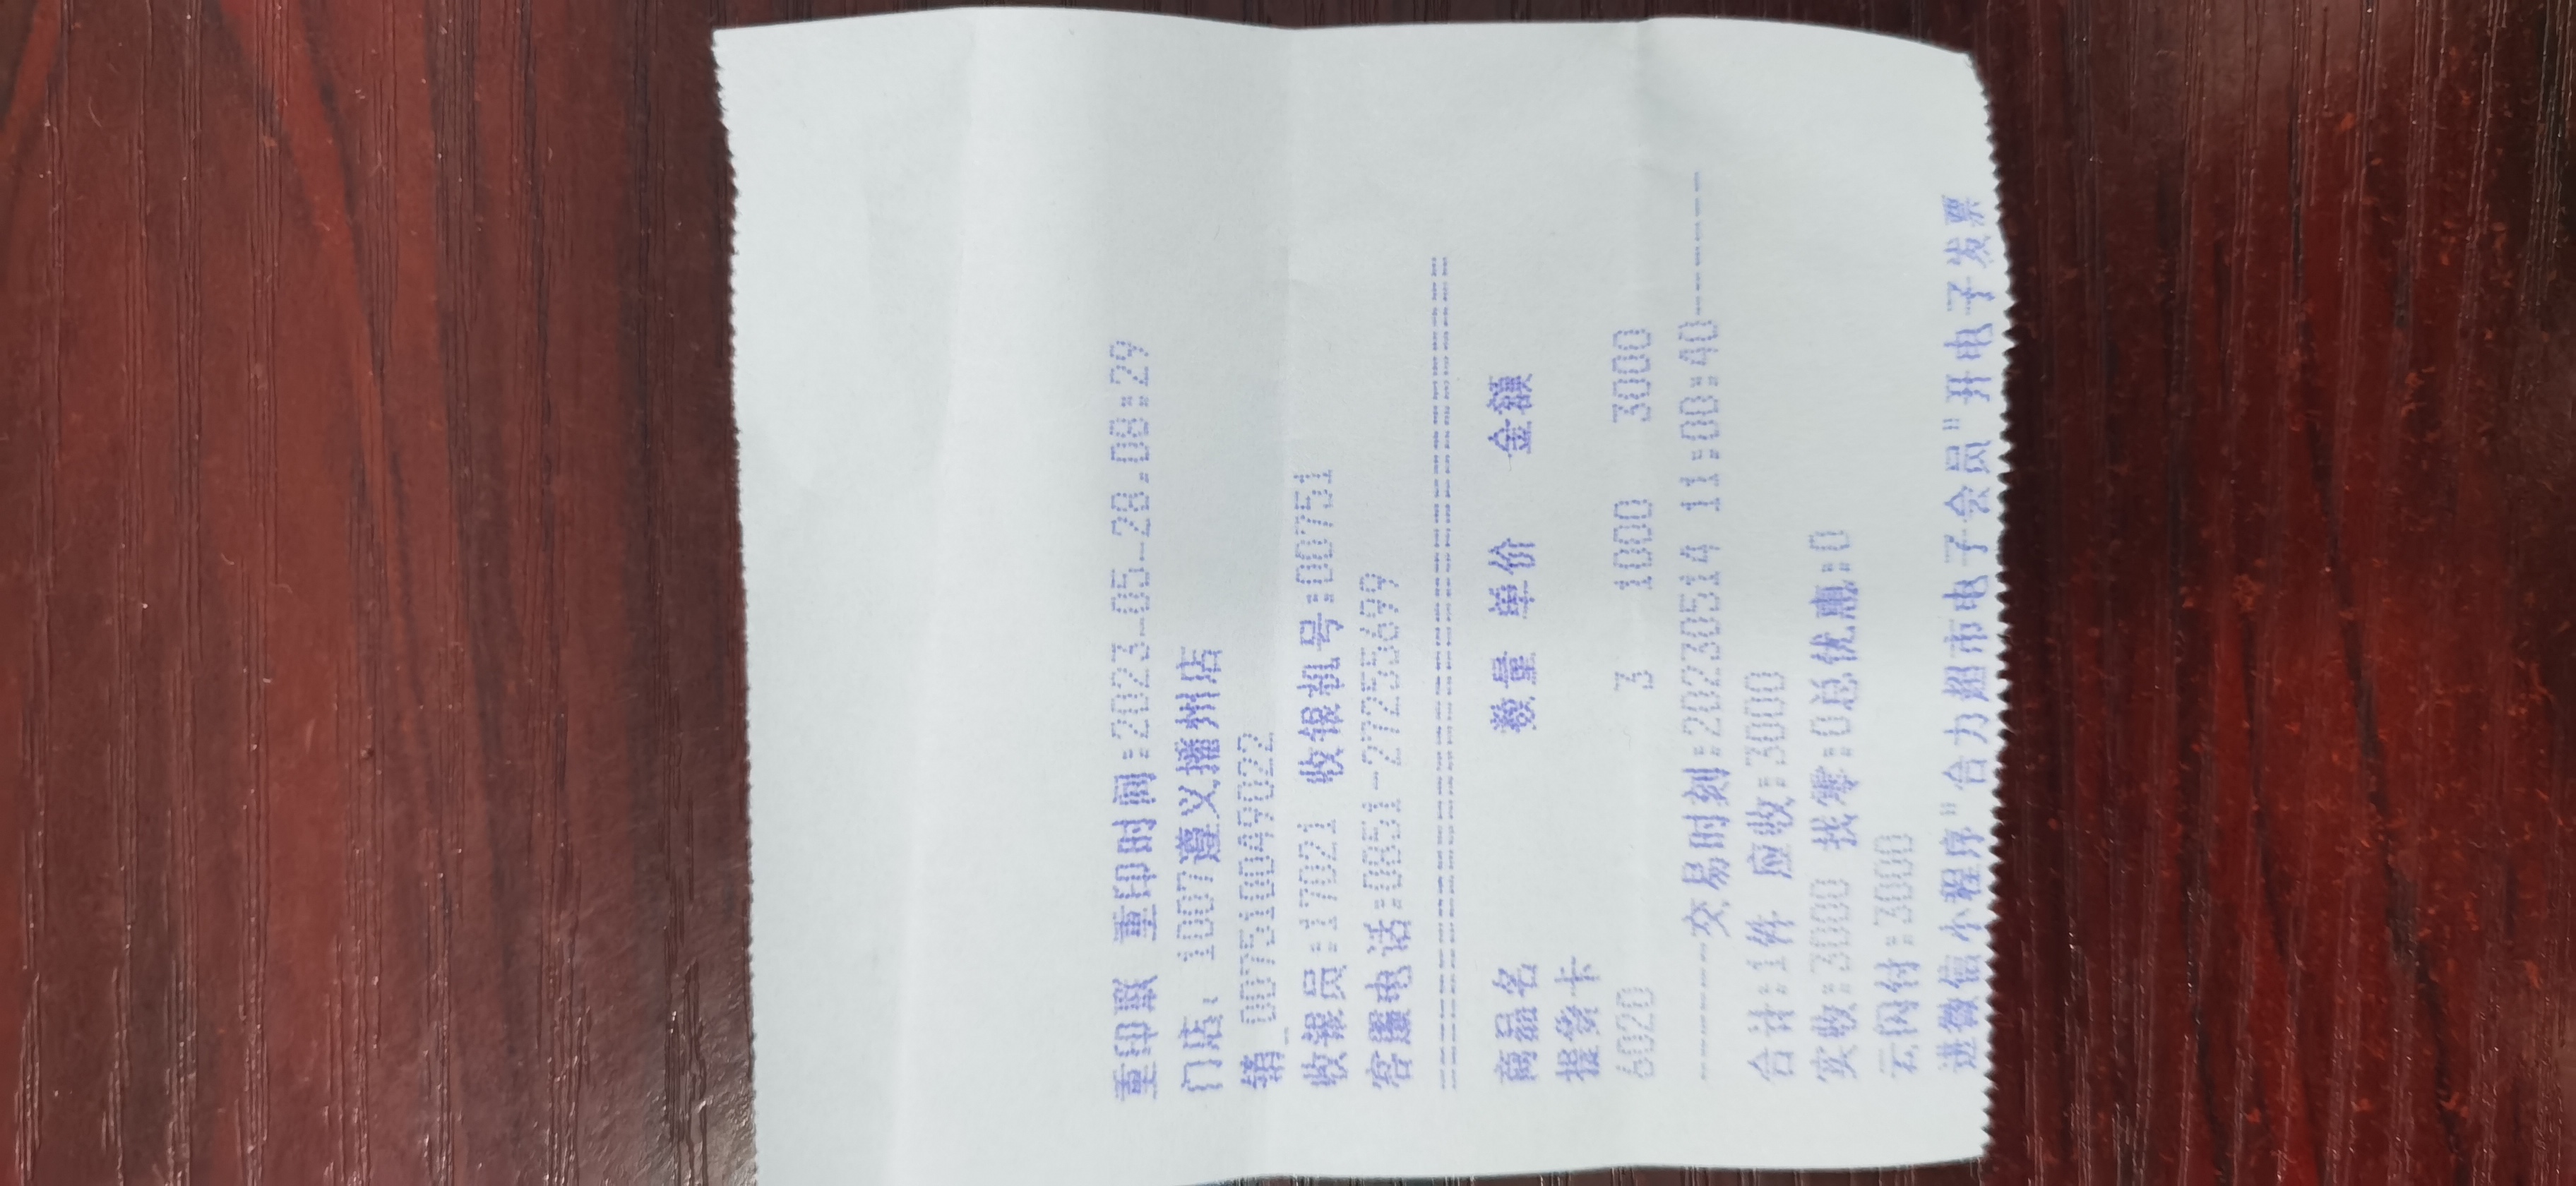 重印取 重印时间:2023-05-28.08:29
门店: 1007遵义播州店
销_007510049022
收银员:17021 收银机号:00751
客服电话:0851-27255699
========================================
商品名 数量 单价 金额
提货卡
6020 3 1000 3000
--------交易时刻:20230514 11:00:40--------
合计:1件 应收:3000
实收:3000 找零:0总优惠:0
云闪付:3000
进微信小程序"合力超市电子会员"开电子发票